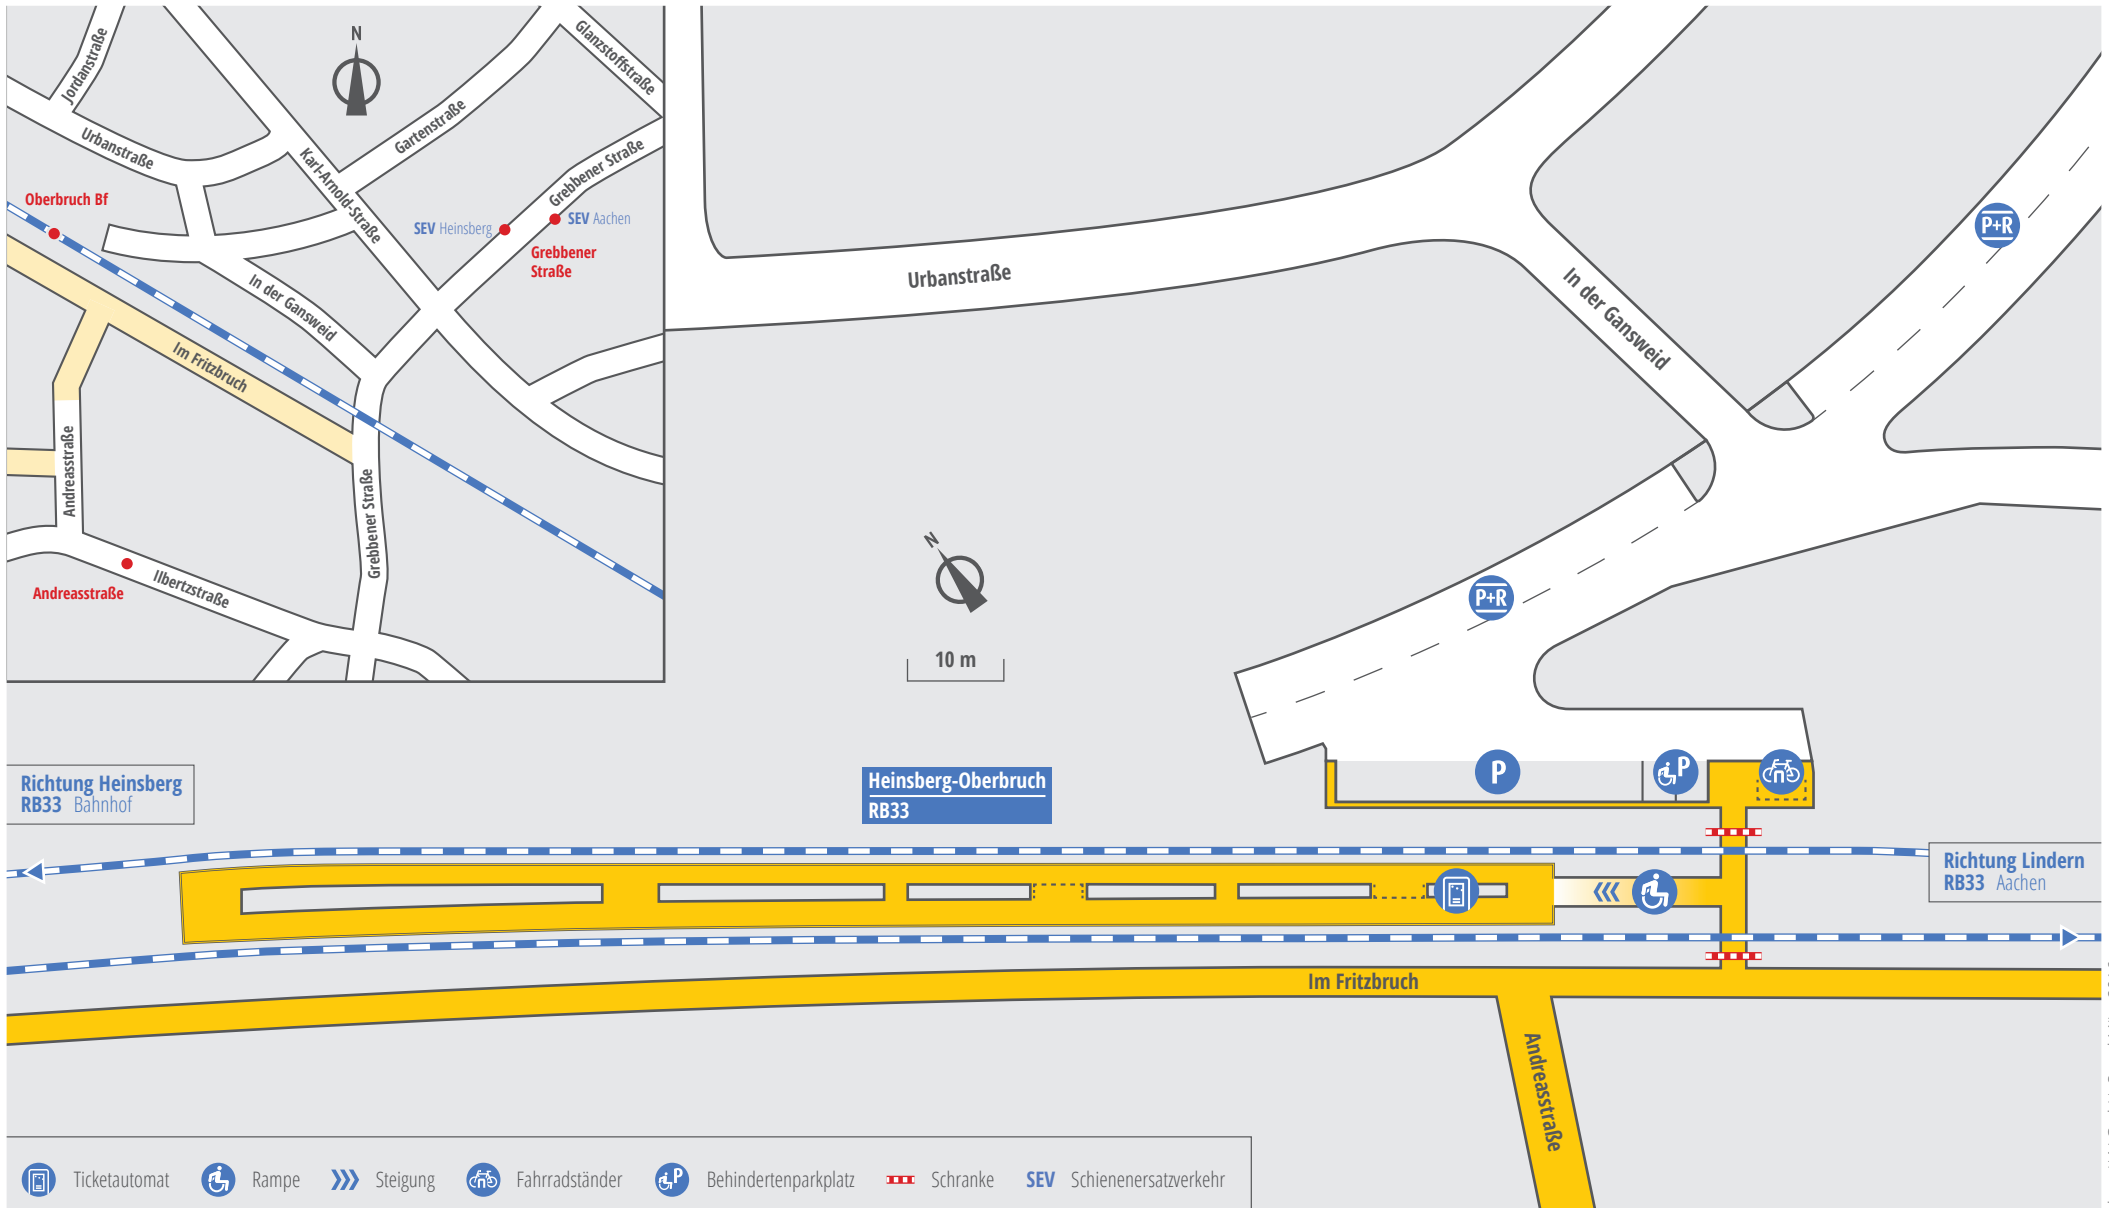 N
Jordanstraße
Urbanstraße
Glanzstoffstraße
Gartenstraße
Karl-Arnold-Straße
Grebbener Straße
Oberbruch Bf
SEV Heinsberg
SEV Aachen
Grebbener
Straße
In der Gansweid
Im Fritzbruch
Andreasstraße
Grebbener Straße
Ilbertzstraße
Andreasstraße
Urbanstraße
In der Gansweid
P+R
N
10 m
P+R
Richtung Heinsberg
RB33 Bahnhof
Heinsberg-Oberbruch
RB33
P
P
Richtung Lindern
RB33 Aachen
Im Fritzbruch
Andreasstraße
Ticketautomat
Rampe
Steigung
Fahrradständer
P
Behindertenparkplatz
Schranke
SEV Schienenersatzverkehr